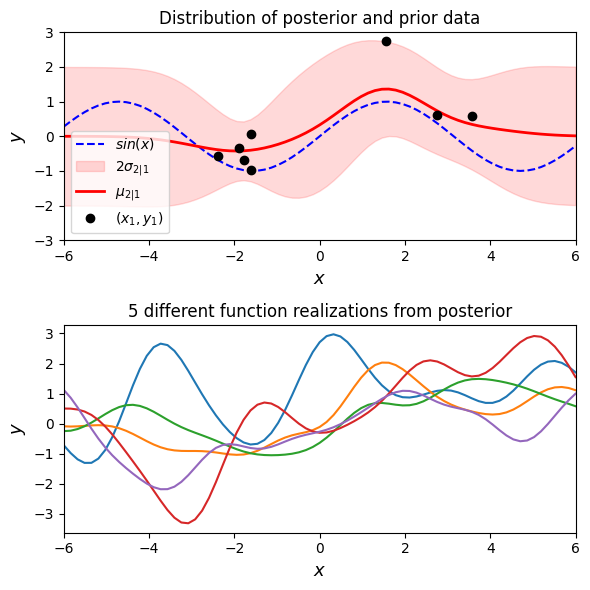 Distribution of posterior and prior data
3
2
1
0
−1
−2
−3
y
sin(x)
2σ2|1
μ2|1
(x1, y1)
−6 −4 −2 0 2 4 6
x
5 different function realizations from posterior
3
2
1
0
−1
−2
−3
y
−6 −4 −2 0 2 4 6
x